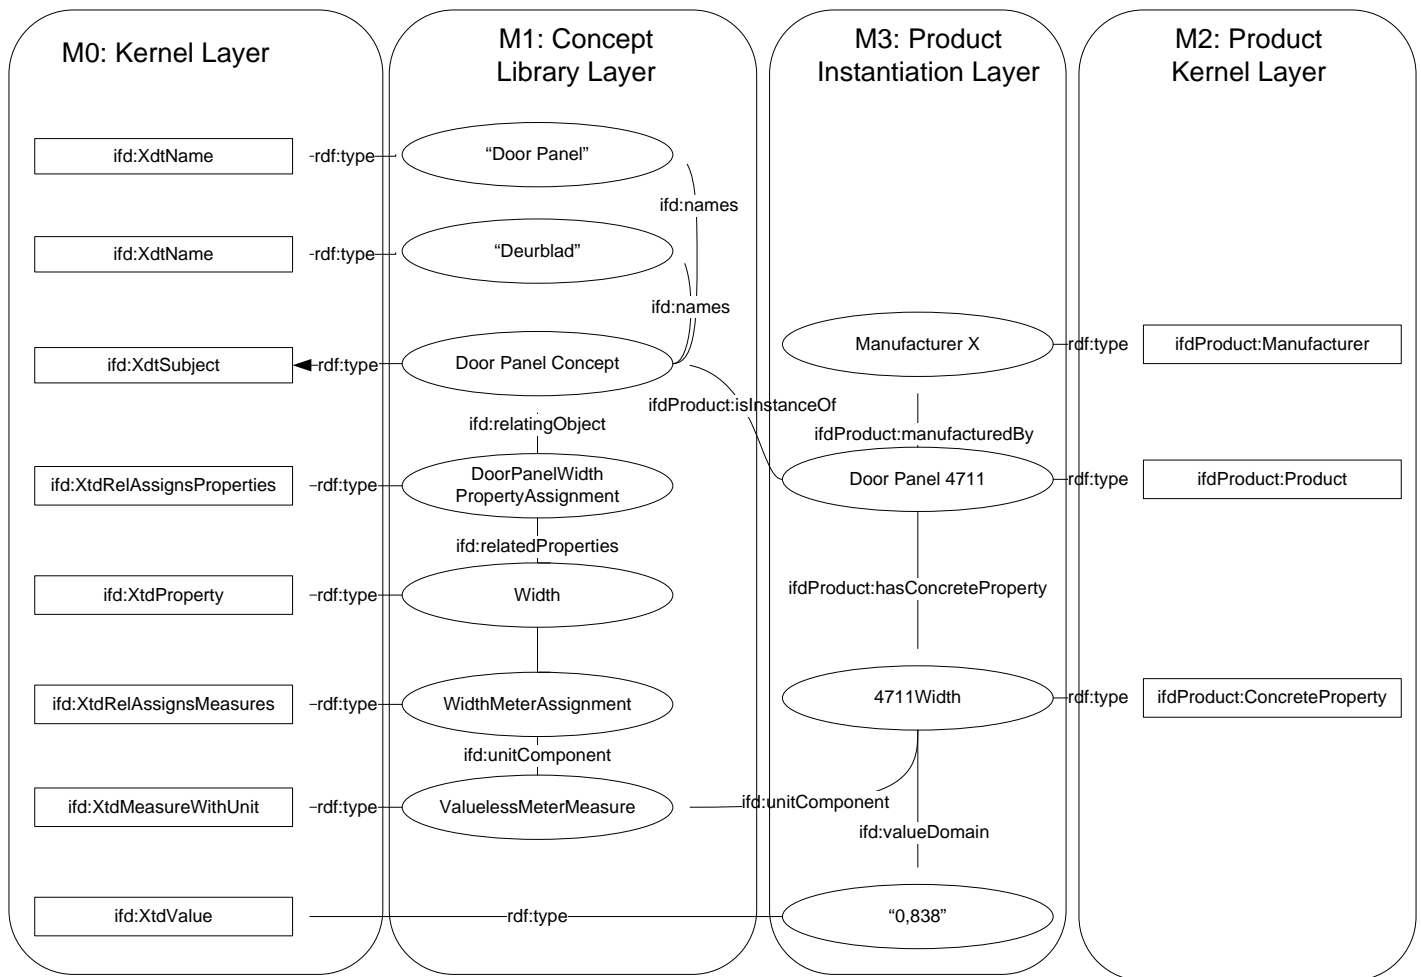 M0: Kernel Layer
M1: Concept
Library Layer
M3: Product
Instantiation Layer
M2: Product
Kernel Layer
ifd:XdtName
rdf:type
“Door Panel”
ifd:names
ifd:XdtName
rdf:type
“Deurblad”
ifd:names
ifd:XdtSubject
rdf:type
Door Panel Concept
Manufacturer X
rdf:type
ifdProduct:Manufacturer
ifdProduct:isInstanceOf
ifd:relatingObject
ifdProduct:manufacturedBy
ifd:XtdRelAssignsProperties
rdf:type
DoorPanelWidth
PropertyAssignment
Door Panel 4711
rdf:type
ifdProduct:Product
ifd:relatedProperties
ifd:XtdProperty
rdf:type
Width
ifdProduct:hasConcreteProperty
ifd:XtdRelAssignsMeasures
rdf:type
WidthMeterAssignment
4711Width
rdf:type
ifdProduct:ConcreteProperty
ifd:unitComponent
ifd:XtdMeasureWithUnit
rdf:type
ValuelessMeterMeasure
ifd:unitComponent
ifd:valueDomain
ifd:XtdValue
rdf:type
“0,838”